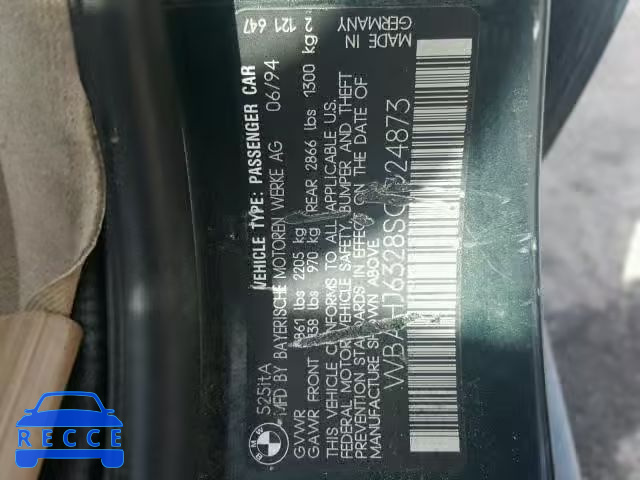 BMW
525itA
VEHICLE TYPE: PASSENGER CAR
MFD BY BAYERISCHE MOTOREN WERKE AG 06/94
GVWR 861 lbs 2205 kg
GAWR FRONT 138 lbs 970 kg REAR 2866 lbs 1300 kg
THIS VEHICLE CONFORMS TO ALL APPLICABLE U.S.
FEDERAL MOTOR VEHICLE SAFETY, BUMPER AND THEFT
PREVENTION STANDARDS IN EFFECT ON THE DATE OF
MANUFACTURE SHOWN ABOVE
2 121 647
MADE IN
GERMANY
RECCE